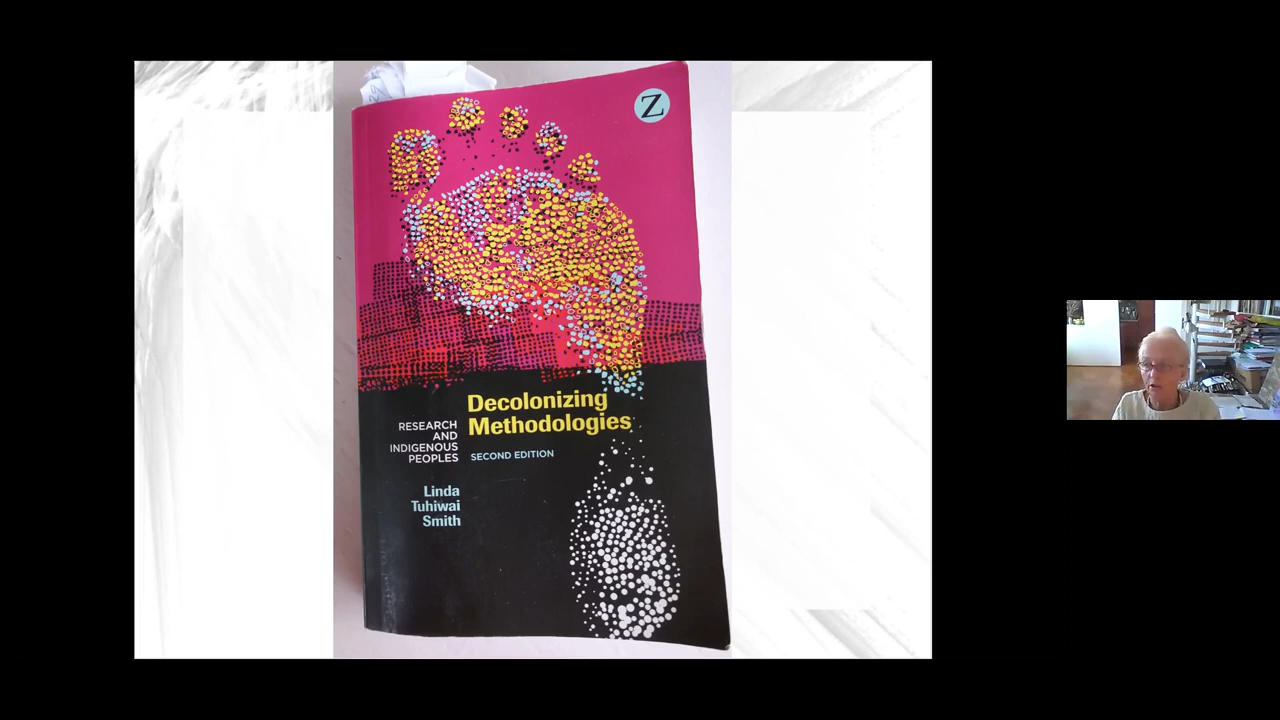 Z
Decolonizing
Methodologies
RESEARCH
AND
INDIGENOUS
PEOPLES
SECOND EDITION
Linda
Tuhiwai
Smith